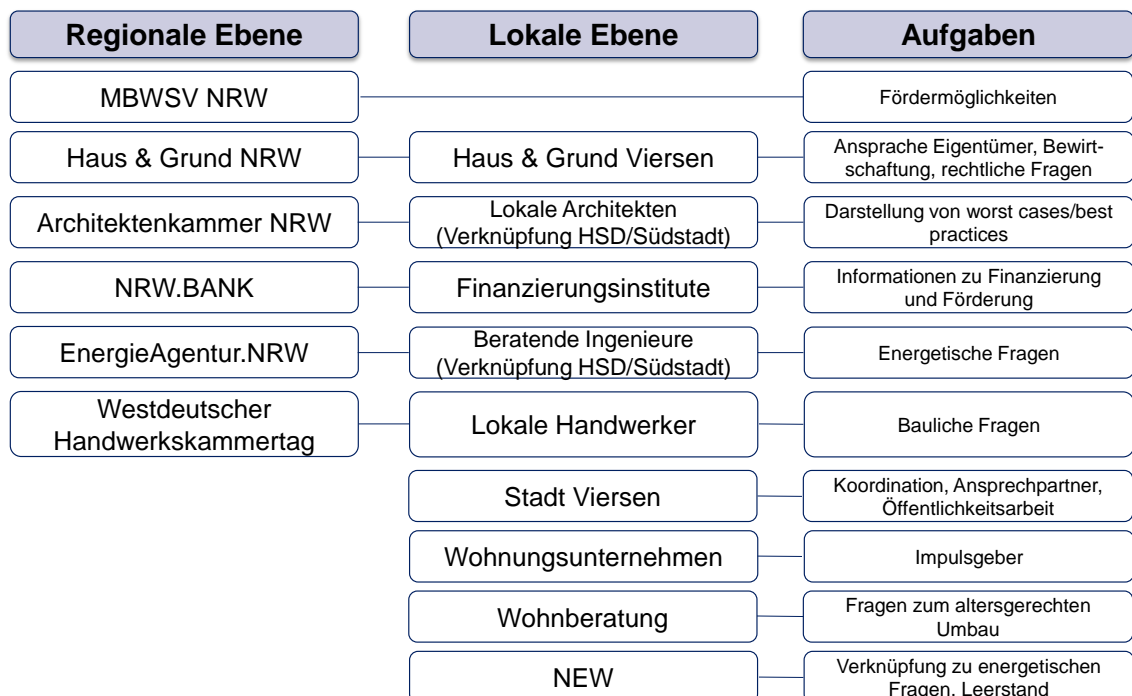 Regionale Ebene
Lokale Ebene
Aufgaben
MBWSV NRW
Fördermöglichkeiten
Haus & Grund NRW
Haus & Grund Viersen
Ansprache Eigentümer, Bewirt-
schaftung, rechtliche Fragen
Architektenkammer NRW
Lokale Architekten
(Verknüpfung HSD/Südstadt)
Darstellung von worst cases/best
practices
NRW.BANK
Finanzierungsinstitute
Informationen zu Finanzierung
und Förderung
EnergieAgentur.NRW
Beratende Ingenieure
(Verknüpfung HSD/Südstadt)
Energetische Fragen
Westdeutscher
Handwerkskammertag
Lokale Handwerker
Bauliche Fragen
Stadt Viersen
Koordination, Ansprechpartner,
Öffentlichkeitsarbeit
Wohnungsunternehmen
Impulsgeber
Wohnberatung
Fragen zum altersgerechten
Umbau
NEW
Verknüpfung zu energetischen
Fragen, Leerstand